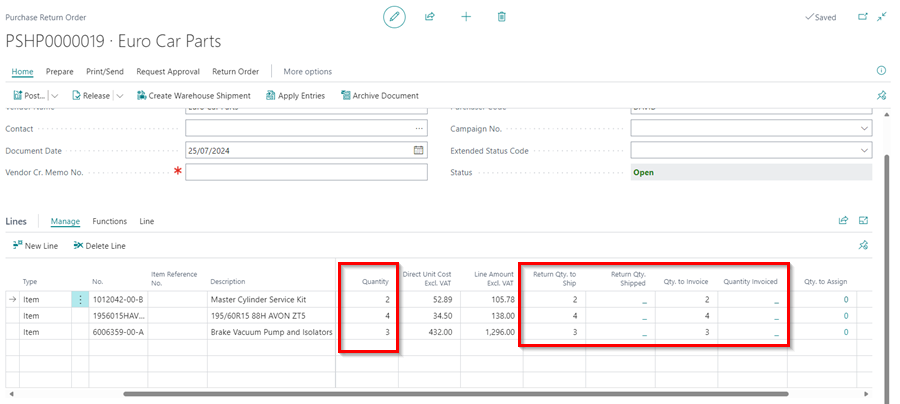 Purchase Return Order
Saved
PSHP0000019 · Euro Car Parts
Home Prepare Print/Send Request Approval Return Order More options
Post... Release Create Warehouse Shipment Apply Entries Archive Document
Contact Campaign No.
Document Date 25/07/2024 Extended Status Code
Vendor Cr. Memo No. * Status Open
Lines Manage Functions Line
New Line Delete Line
Type No. Item Reference No. Description Quantity Direct Unit Cost Excl. VAT Line Amount Excl. VAT Return Qty. to Ship Return Qty. Shipped Qty. to Invoice Quantity Invoiced Qty. to Assign
Item 1012042-00-B Master Cylinder Service Kit 2 52.89 105.78 2 _ 2 _ 0
Item 1956015HAV... 195/60R15 88H AVON ZT5 4 34.50 138.00 4 _ 4 _ 0
Item 6006359-00-A Brake Vacuum Pump and Isolators 3 432.00 1,296.00 3 _ 3 _ 0